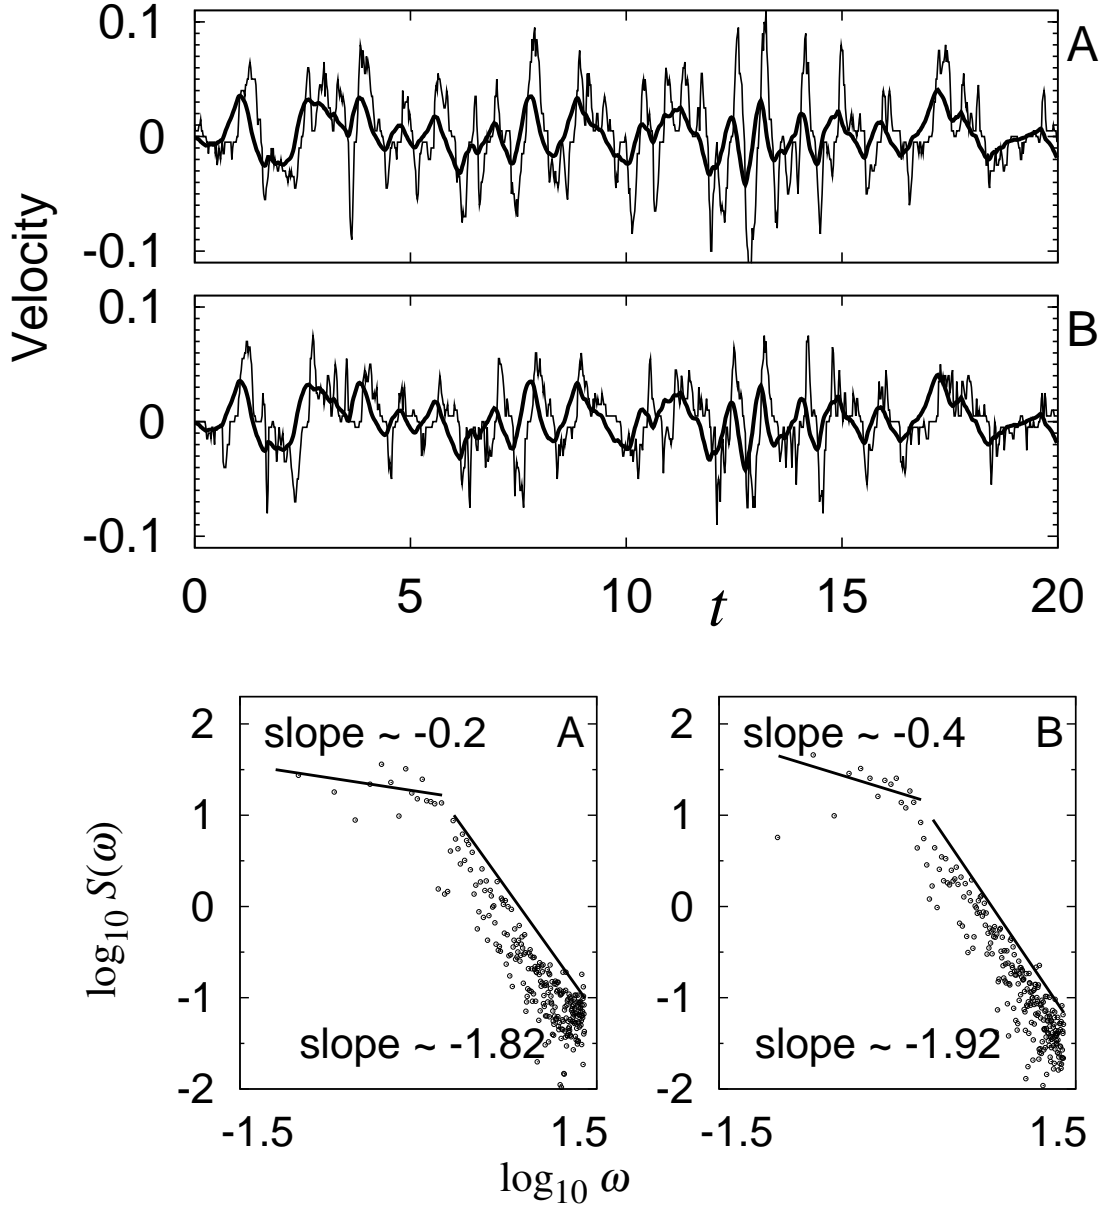 0.1
A
0
-0.1
Velocity
0.1
B
0
-0.1
0 5 10 15 20
t
2 slope ~ -0.2 A
1
0
-1
slope ~ -1.82
-2
-1.5 1.5
2 slope ~ -0.4 B
1
0
-1
slope ~ -1.92
-2
-1.5 1.5
log10 S(ω)
log10 ω